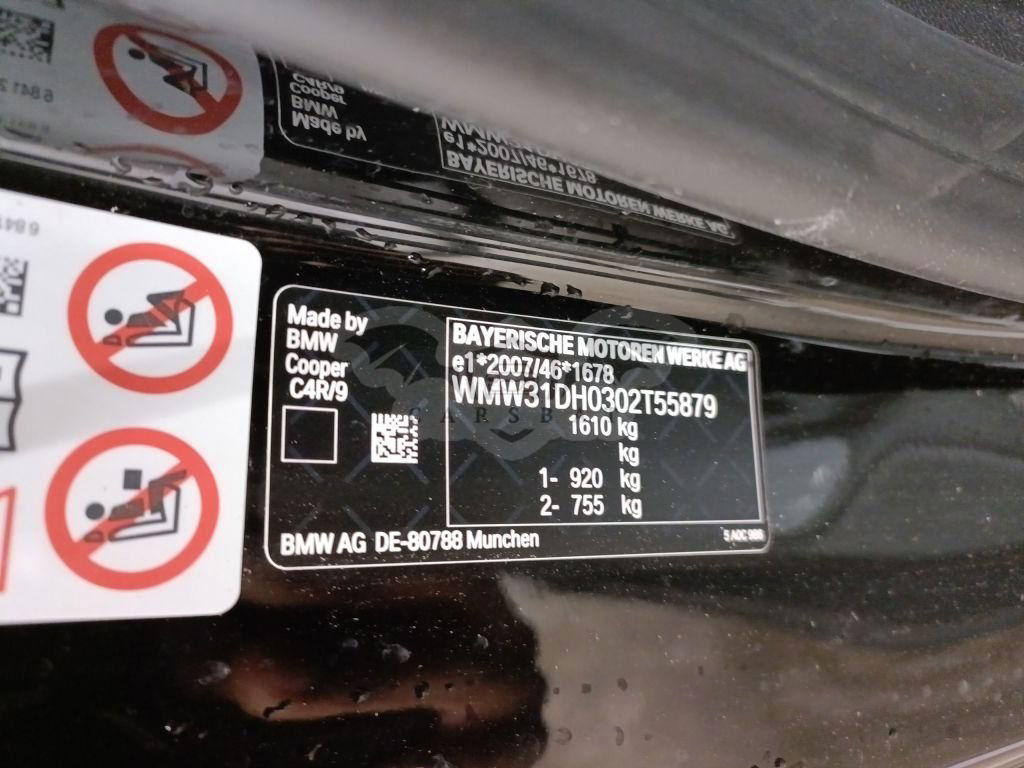 Made by
BMW
Cooper
C4R/9
BAYERISCHE MOTOREN WERKE AG
e1*2007/46*1678
WMW31DH0302T55879
1610 kg
kg
1- 920 kg
2- 755 kg
BMW AG DE-80788 Munchen